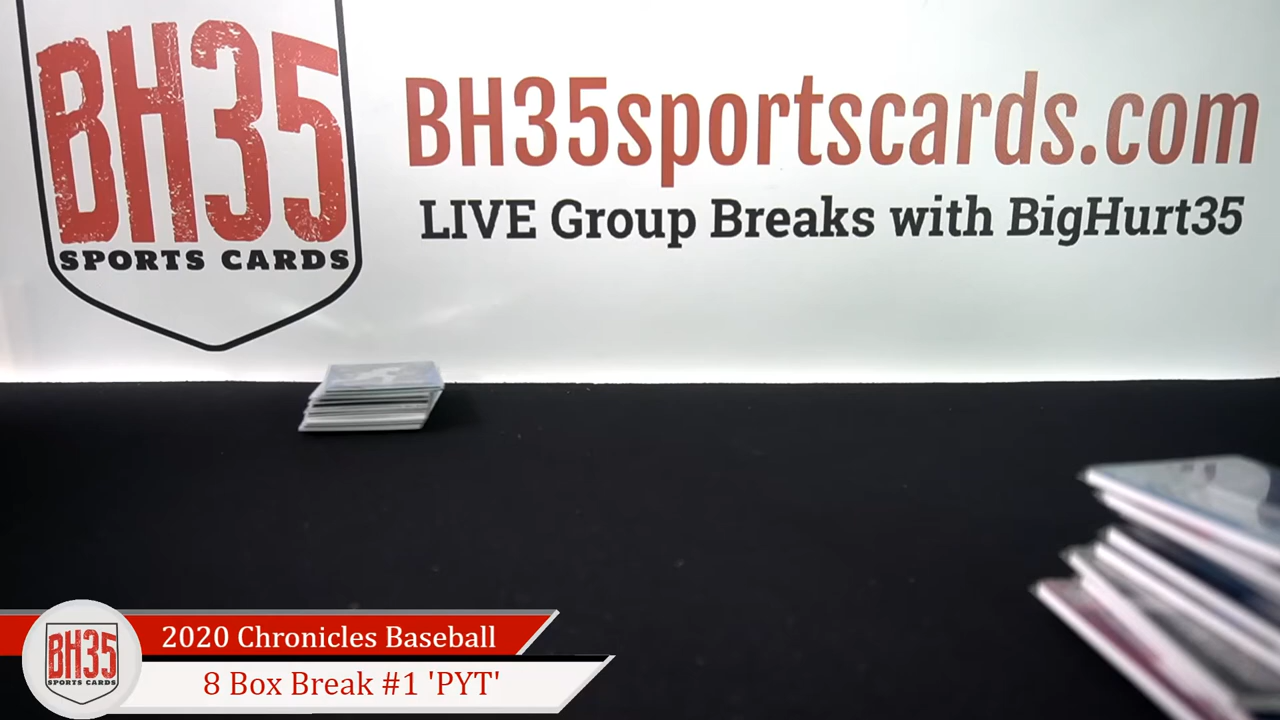 BH35
SPORTS CARDS
BH35sportscards.com
LIVE Group Breaks with BigHurt35
2020 Chronicles Baseball
8 Box Break #1 'PYT'
BH35
SPORTS CARDS